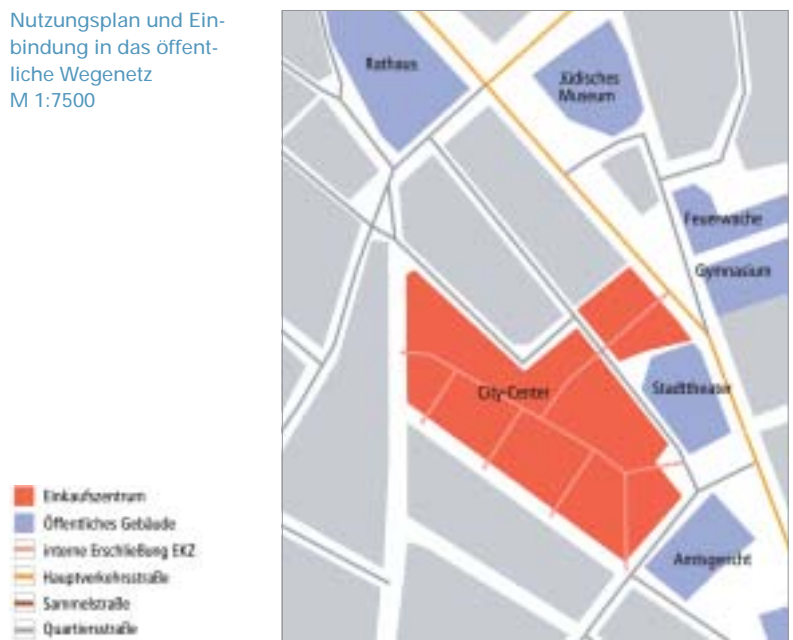 Nutzungsplan und Ein-
bindung in das öffent-
liche Wegenetz
M 1:7500
Rathaus
Jüdisches
Museum
Feuerwache
Gymnasium
City-Center
Stadttheater
Amtsgericht
Einkaufszentrum
Öffentliches Gebäude
interne Erschließung EKZ
Hauptverkehrsstraße
Sammelstraße
Quartiersstraße